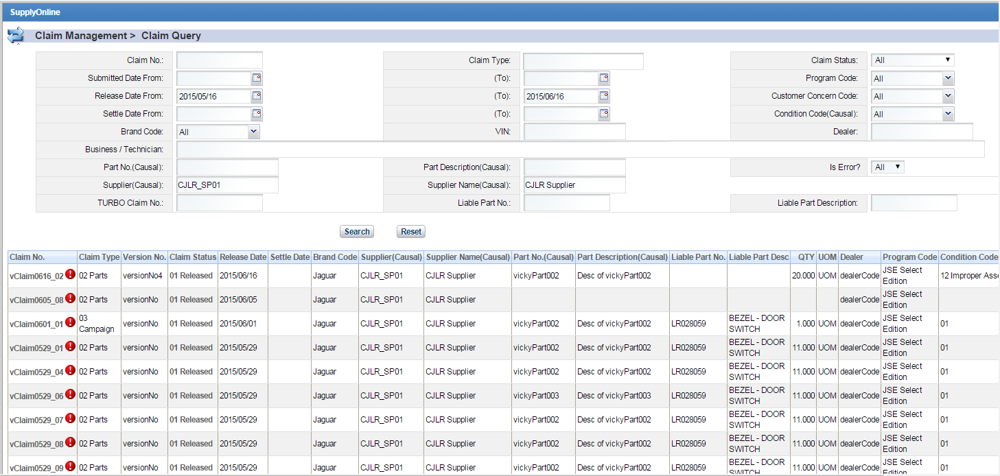 SupplyOnline
Claim Management > Claim Query
Claim No.: Claim Type: Claim Status: All
Submitted Date From: (To): Program Code: All
Release Date From: 2015/05/16 (To): 2015/06/16 Customer Concern Code: All
Settle Date From: (To): Condition Code(Causal): All
Brand Code: All VIN: Dealer:
Business / Technician:
Part No.(Causal): Part Description(Causal): Is Error? All
Supplier(Causal): CJLR_SP01 Supplier Name(Causal): CJLR Supplier
TURBO Claim No.: Liable Part No.: Liable Part Description:
Search Reset
Claim No. Claim Type Version No. Claim Status Release Date Settle Date Brand Code Supplier(Causal) Supplier Name(Causal) Part No.(Causal) Part Description(Causal) Liable Part No. Liable Part Desc QTY UOM Dealer Program Code Condition Code
vClaim0616_02 02 Parts versionNo4 01 Released 2015/06/16 Jaguar CJLR_SP01 CJLR Supplier vickyPart002 Desc of vickyPart002 20.000 UOM dealerCode JSE Select Edition 12 Improper Asse
vClaim0605_08 02 Parts versionNo 01 Released 2015/06/05 Jaguar CJLR_SP01 CJLR Supplier dealerCode JSE Select Edition
vClaim0601_01 03 Campaign versionNo 01 Released 2015/06/01 Jaguar CJLR_SP01 CJLR Supplier vickyPart002 Desc of vickyPart002 LR028059 BEZEL - DOOR SWITCH 1.000 UOM dealerCode JSE Select Edition 01
vClaim0529_01 02 Parts versionNo 01 Released 2015/05/29 Jaguar CJLR_SP01 CJLR Supplier vickyPart002 Desc of vickyPart002 LR028059 BEZEL - DOOR SWITCH 11.000 UOM dealerCode JSE Select Edition 01
vClaim0529_04 02 Parts versionNo 01 Released 2015/05/29 Jaguar CJLR_SP01 CJLR Supplier vickyPart002 Desc of vickyPart002 LR028059 BEZEL - DOOR SWITCH 11.000 UOM dealerCode JSE Select Edition 01
vClaim0529_06 02 Parts versionNo 01 Released 2015/05/29 Jaguar CJLR_SP01 CJLR Supplier vickyPart003 Desc of vickyPart003 LR028059 BEZEL - DOOR SWITCH 11.000 UOM dealerCode JSE Select Edition 01
vClaim0529_07 02 Parts versionNo 01 Released 2015/05/29 Jaguar CJLR_SP01 CJLR Supplier vickyPart002 Desc of vickyPart002 LR028059 BEZEL - DOOR SWITCH 11.000 UOM dealerCode JSE Select Edition 01
vClaim0529_08 02 Parts versionNo 01 Released 2015/05/29 Jaguar CJLR_SP01 CJLR Supplier vickyPart002 Desc of vickyPart002 LR028059 BEZEL - DOOR SWITCH 11.000 UOM dealerCode JSE Select Edition 01
vClaim0529_09 02 Parts versionNo 01 Released 2015/05/29 Jaguar CJLR_SP01 CJLR Supplier vickyPart002 Desc of vickyPart002 LR028059 BEZEL - DOOR SWITCH 11.000 UOM dealerCode JSE Select Edition 01